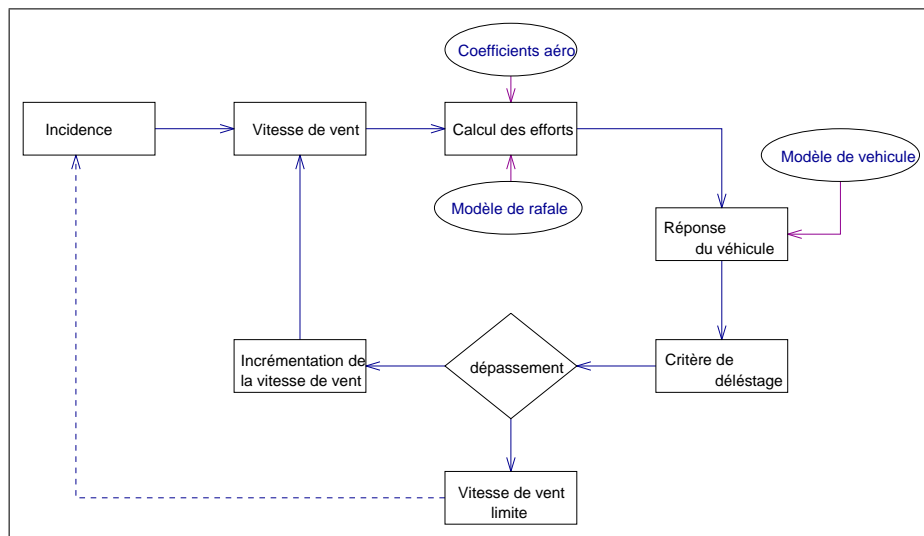 Coefficients aéro
Incidence
Vitesse de vent
Calcul des efforts
Modèle de vehicule
Modèle de rafale
Réponse
du véhicule
Incrémentation de
la vitesse de vent
dépassement
Critère de
déléstage
Vitesse de vent
limite